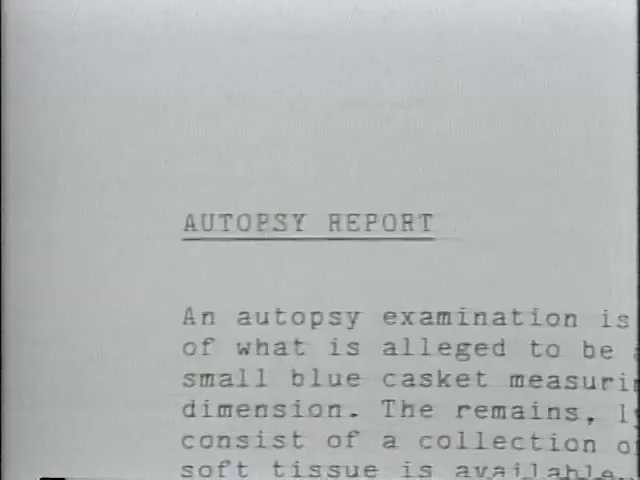 AUTOPSY REPORT
An autopsy examination is
of what is alleged to be
small blue casket measuri
dimension. The remains, l
consist of a collection o
soft tissue is available.